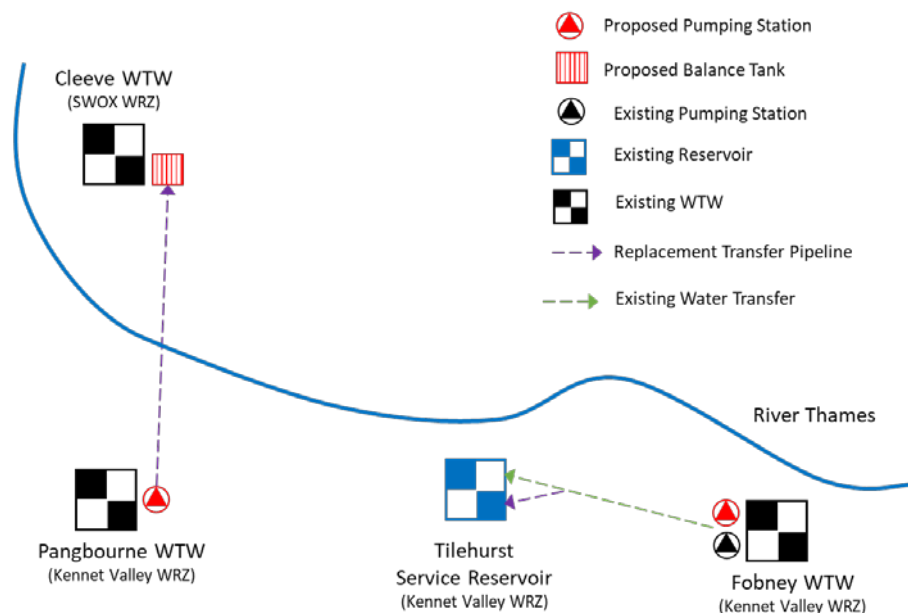 Proposed Pumping Station
Cleeve WTW
(SWOX WRZ)
Proposed Balance Tank
Existing Pumping Station
Existing Reservoir
Existing WTW
Replacement Transfer Pipeline
Existing Water Transfer
River Thames
Pangbourne WTW
(Kennet Valley WRZ)
Tilehurst
Service Reservoir
(Kennet Valley WRZ)
Fobney WTW
(Kennet Valley WRZ)